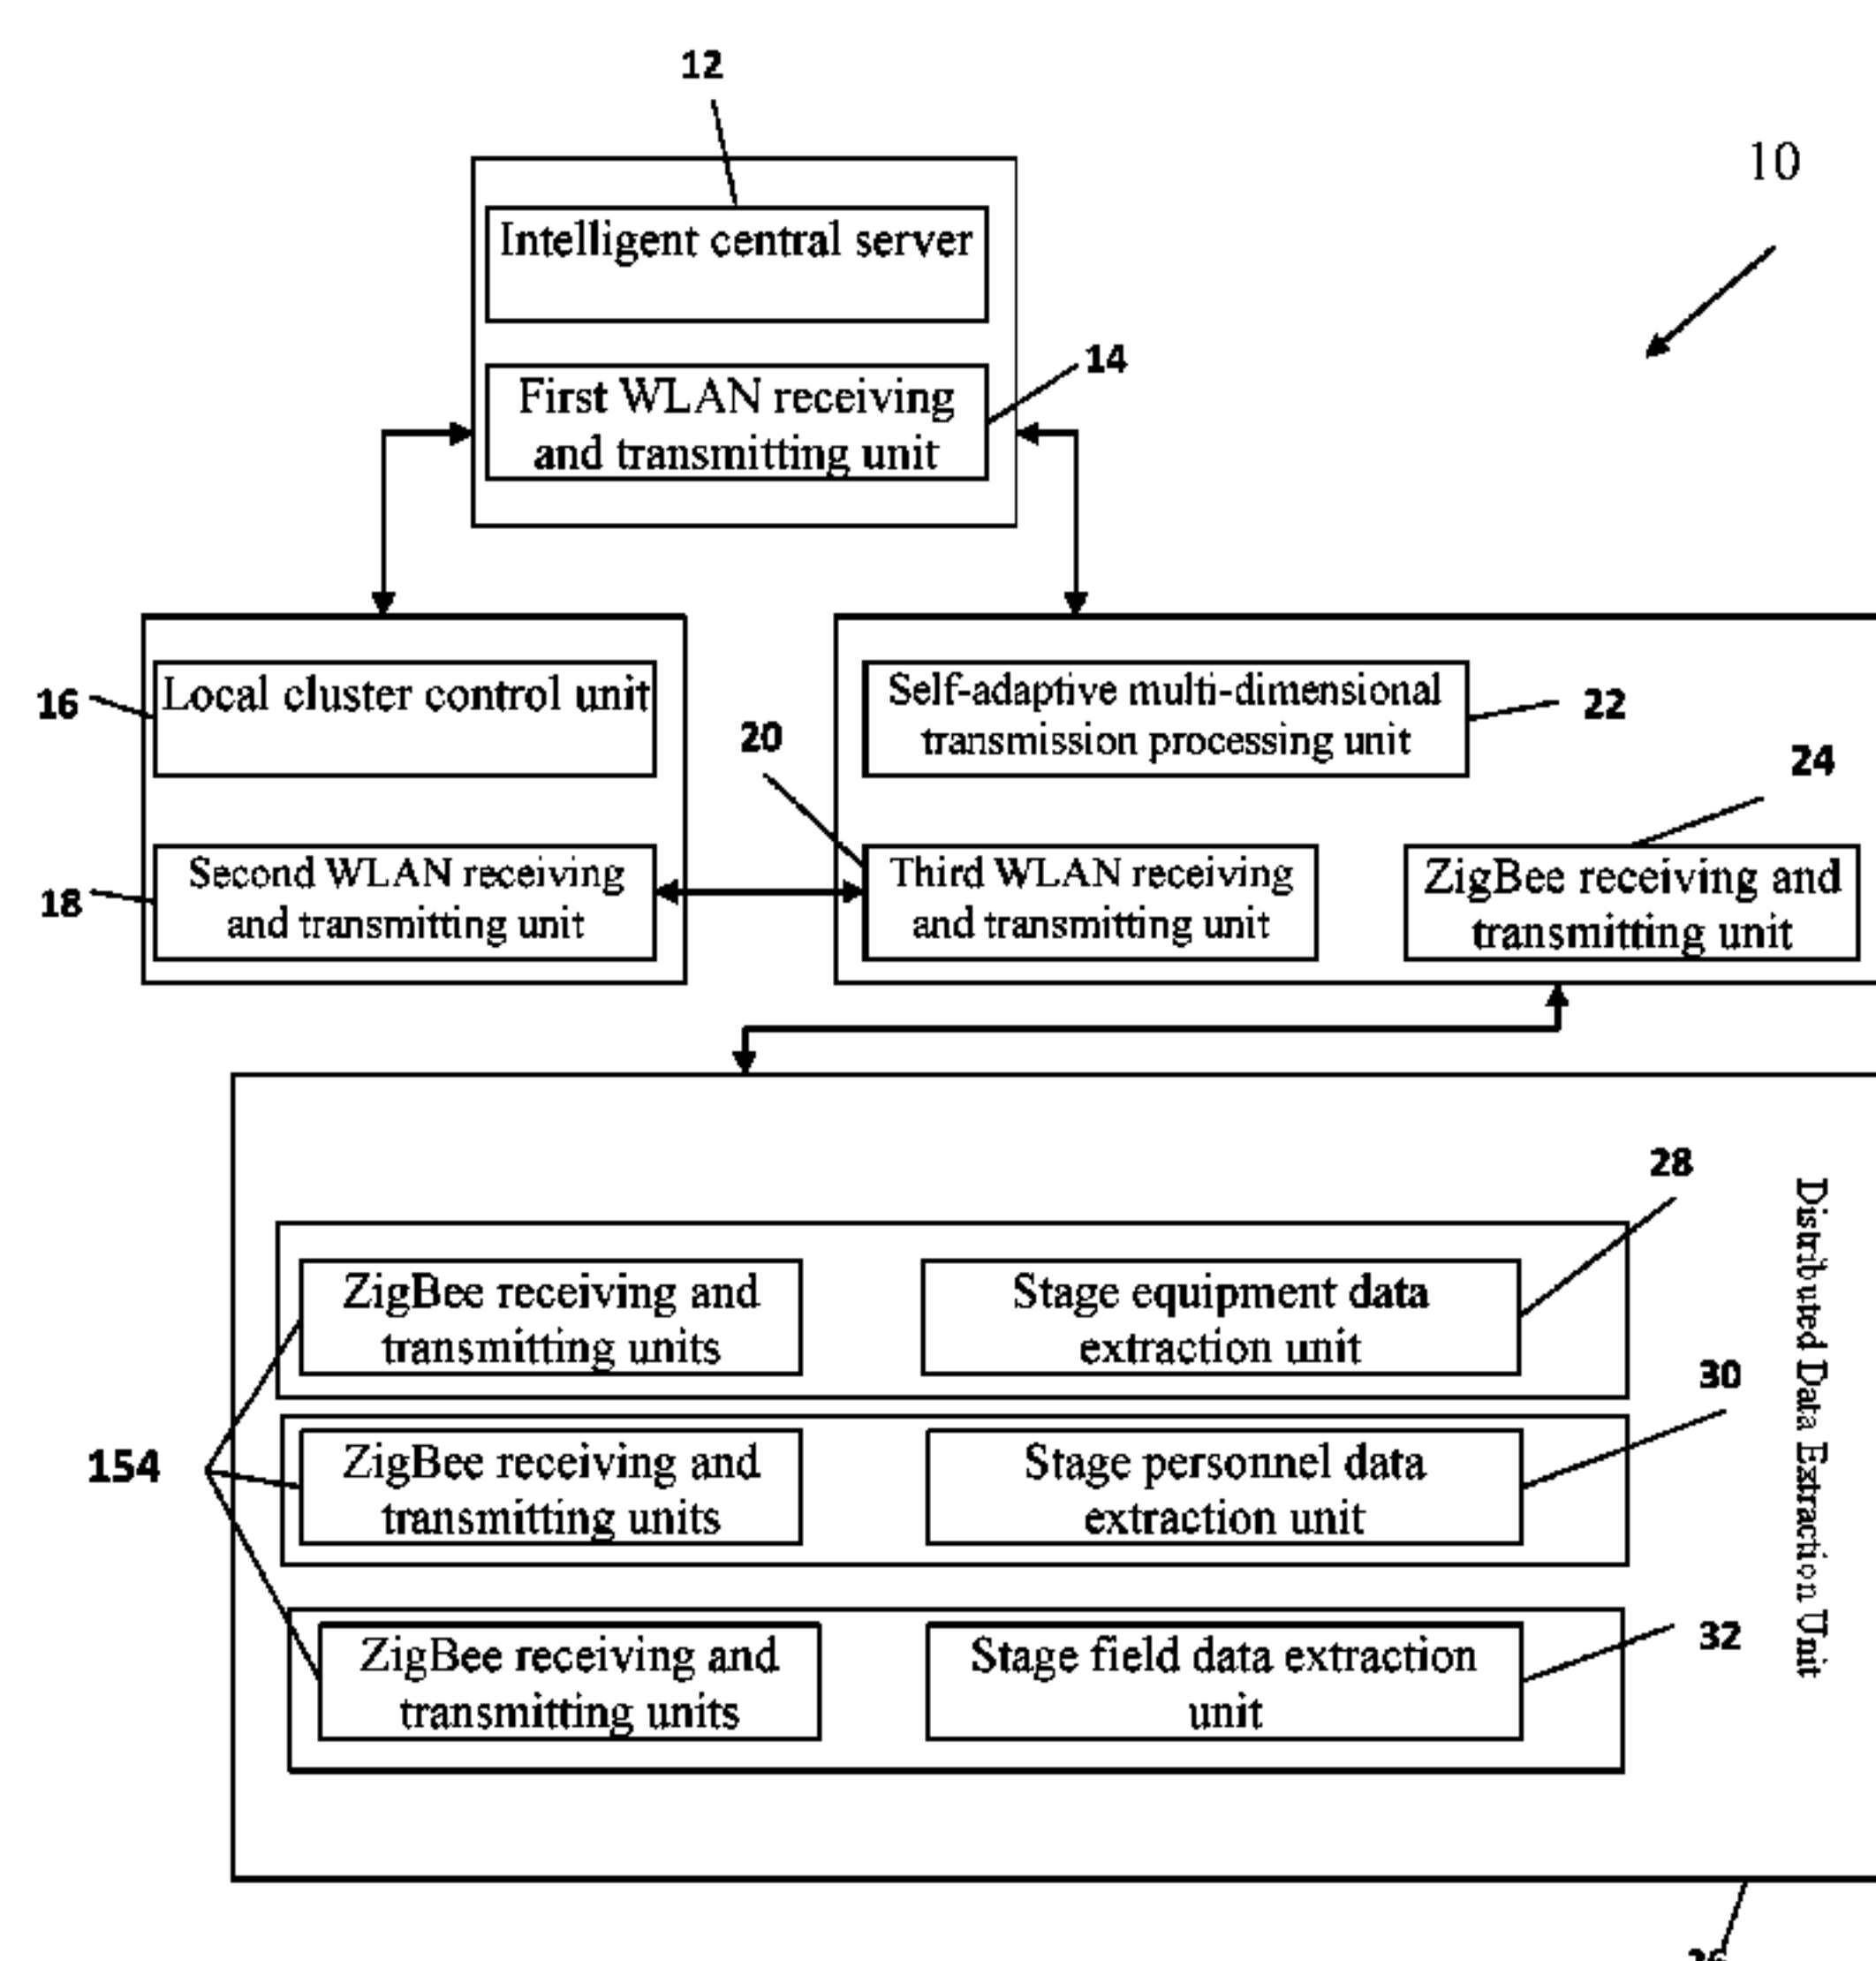 12
10
Intelligent central server
14
First WLAN receiving
and transmitting unit
16
Local cluster control unit
Self-adaptive multi-dimensional
transmission processing unit
22
20
24
18
Second WLAN receiving
and transmitting unit
Third WLAN receiving
and transmitting unit
ZigBee receiving and
transmitting unit
28
ZigBee receiving and
transmitting units
Stage equipment data
extraction unit
30
154
ZigBee receiving and
transmitting units
Stage personnel data
extraction unit
32
ZigBee receiving and
transmitting units
Stage field data extraction
unit
Distributed Data Extraction Unit